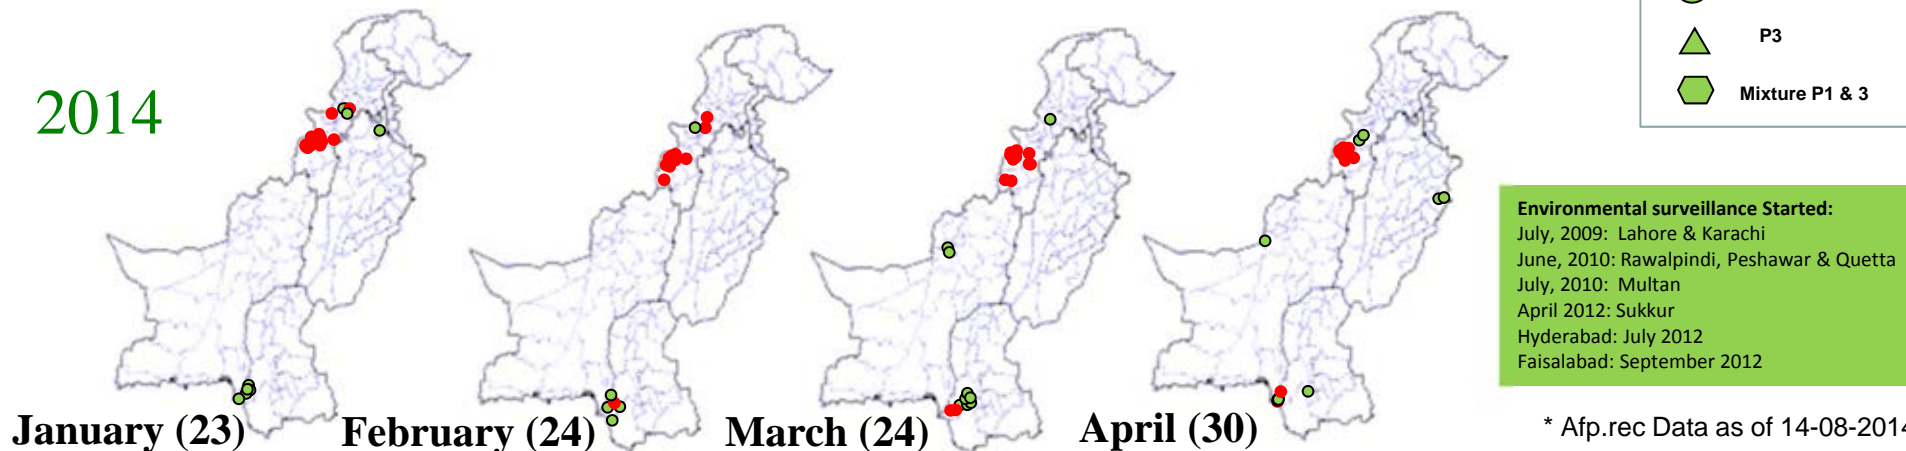 P3
2014
Mixture P1 & 3
Environmental surveillance Started:
July, 2009: Lahore & Karachi
June, 2010: Rawalpindi, Peshawar & Quetta
July, 2010: Multan
April 2012: Sukkur
Hyderabad: July 2012
Faisalabad: September 2012
January (23)
February (24)
March (24)
April (30)
* Afp.rec Data as of 14-08-2014